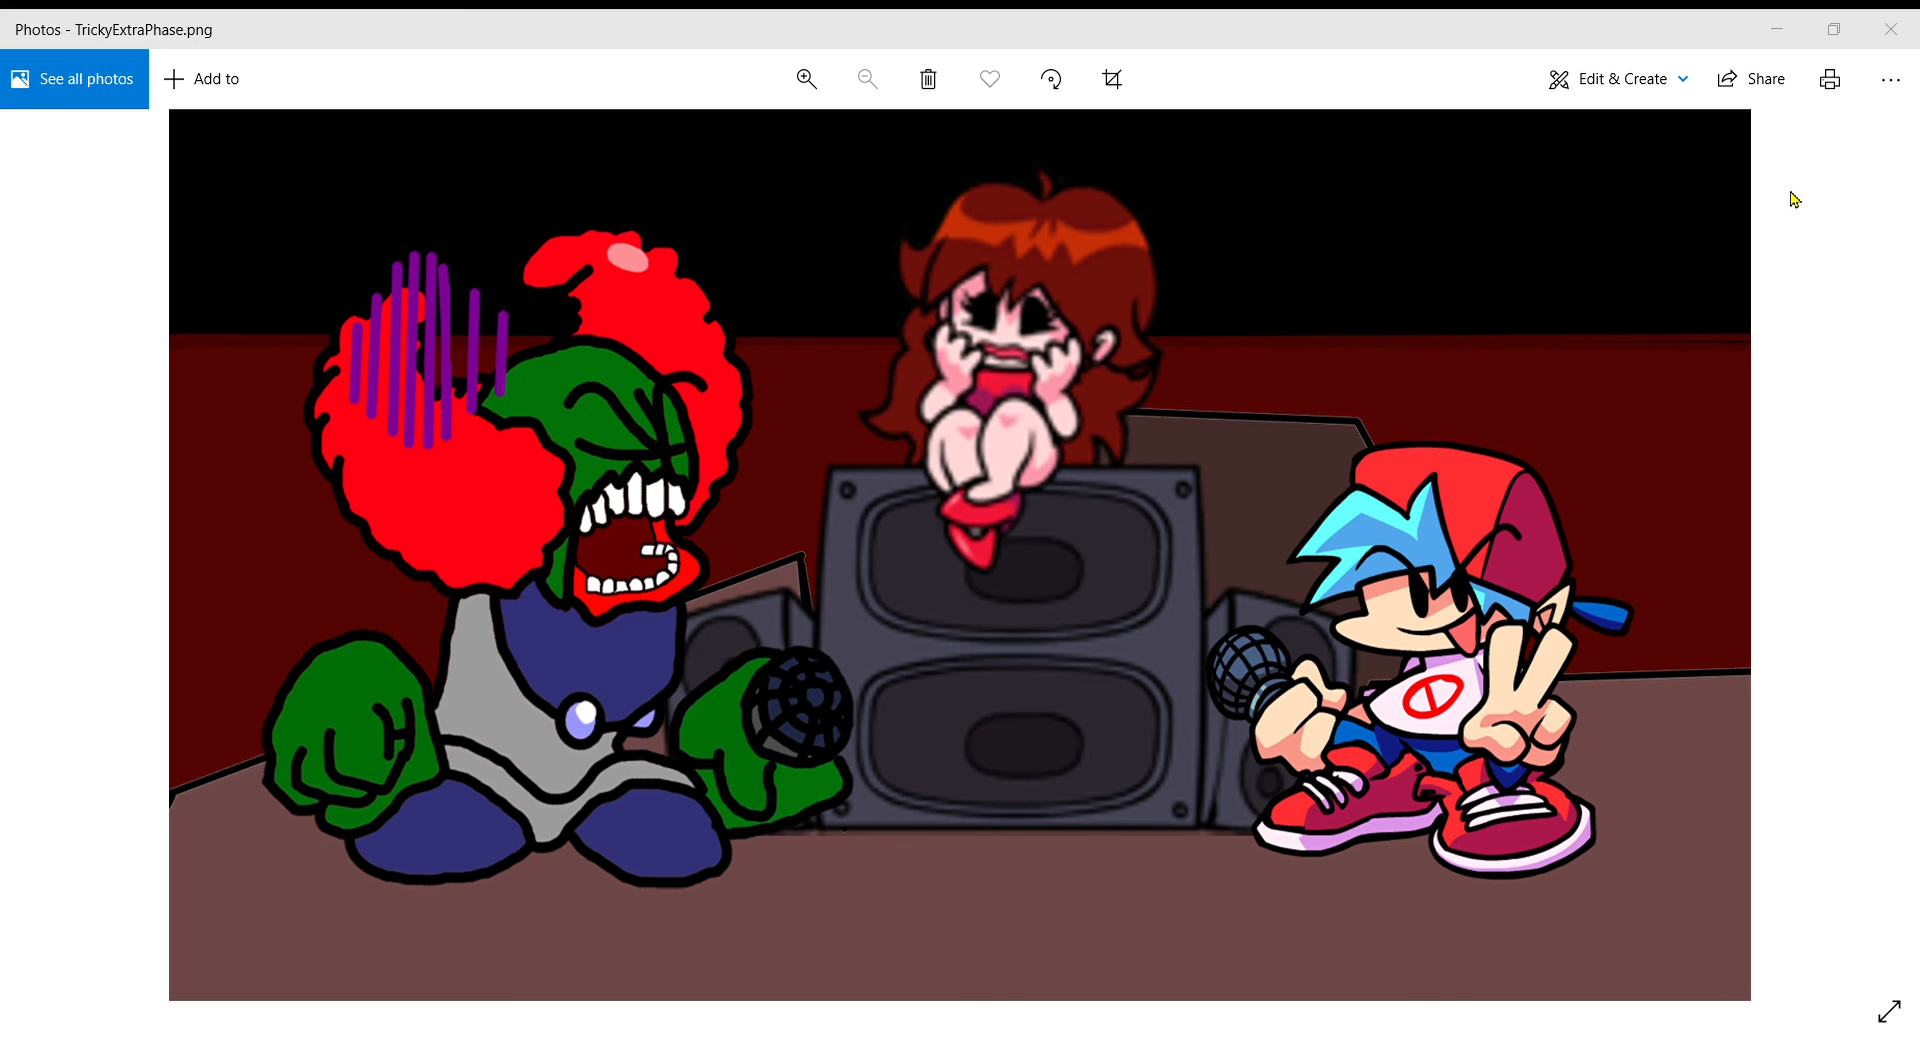 Photos - TrickyExtraPhase.png
See all photos
Add to
Edit & Create
Share